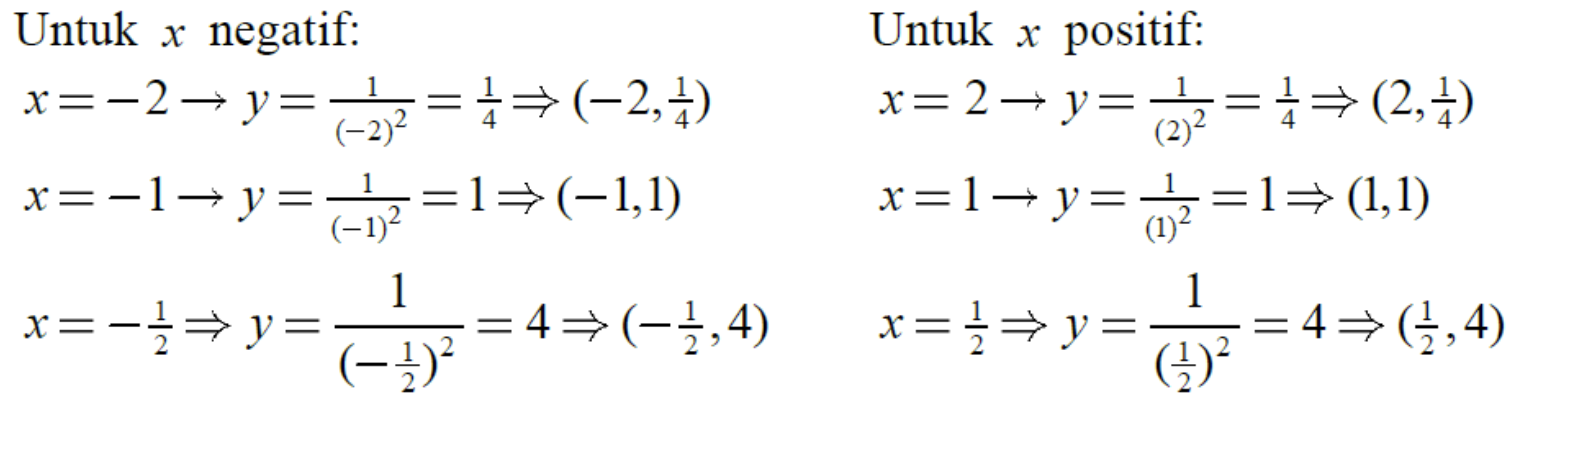 Untuk x negatif:
x = −2 → y = 1/(−2)² = 1/4 ⇒ (−2, 1/4)
x = −1 → y = 1/(−1)² = 1 ⇒ (−1,1)
x = −1/2 ⇒ y = 1/(−1/2)² = 4 ⇒ (−1/2, 4)
Untuk x positif:
x = 2 → y = 1/(2)² = 1/4 ⇒ (2, 1/4)
x = 1 → y = 1/(1)² = 1 ⇒ (1,1)
x = 1/2 ⇒ y = 1/(1/2)² = 4 ⇒ (1/2, 4)